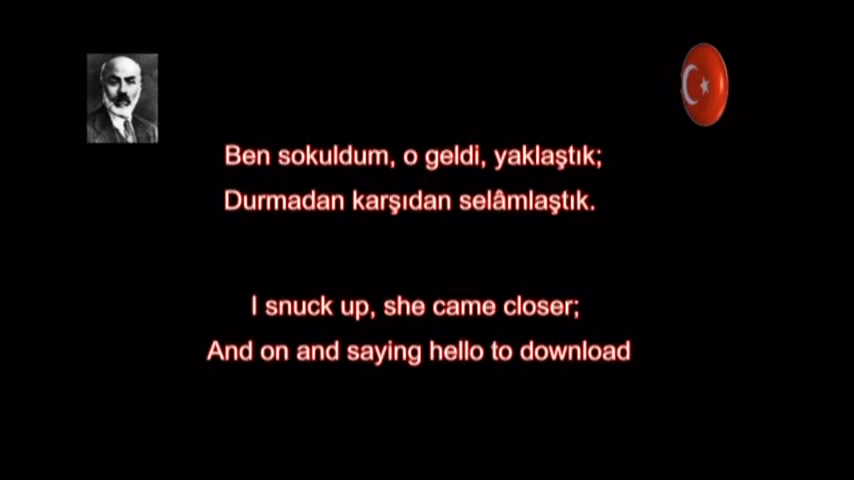 Ben sokuldum, o geldi, yaklaştık;
Durmadan karşıdan selâmlaştık.
I snuck up, she came closer;
And on and saying hello to download